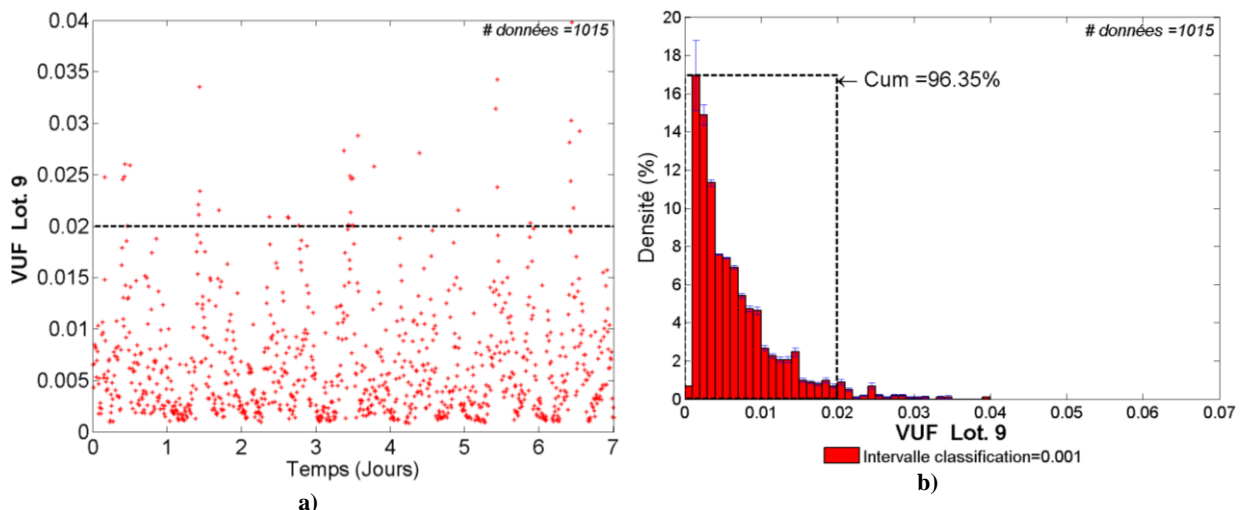 # données =1015
0.04
0.035
0.03
0.025
0.02
0.015
0.01
0.005
0
VUF Lot. 9
0 1 2 3 4 5 6 7
Temps (Jours)
a)
# données =1015
20
18
16
14
12
10
8
6
4
2
0
Densité (%)
← Cum =96.35%
0 0.01 0.02 0.03 0.04 0.05 0.06 0.07
VUF Lot. 9
Intervalle classification=0.001
b)